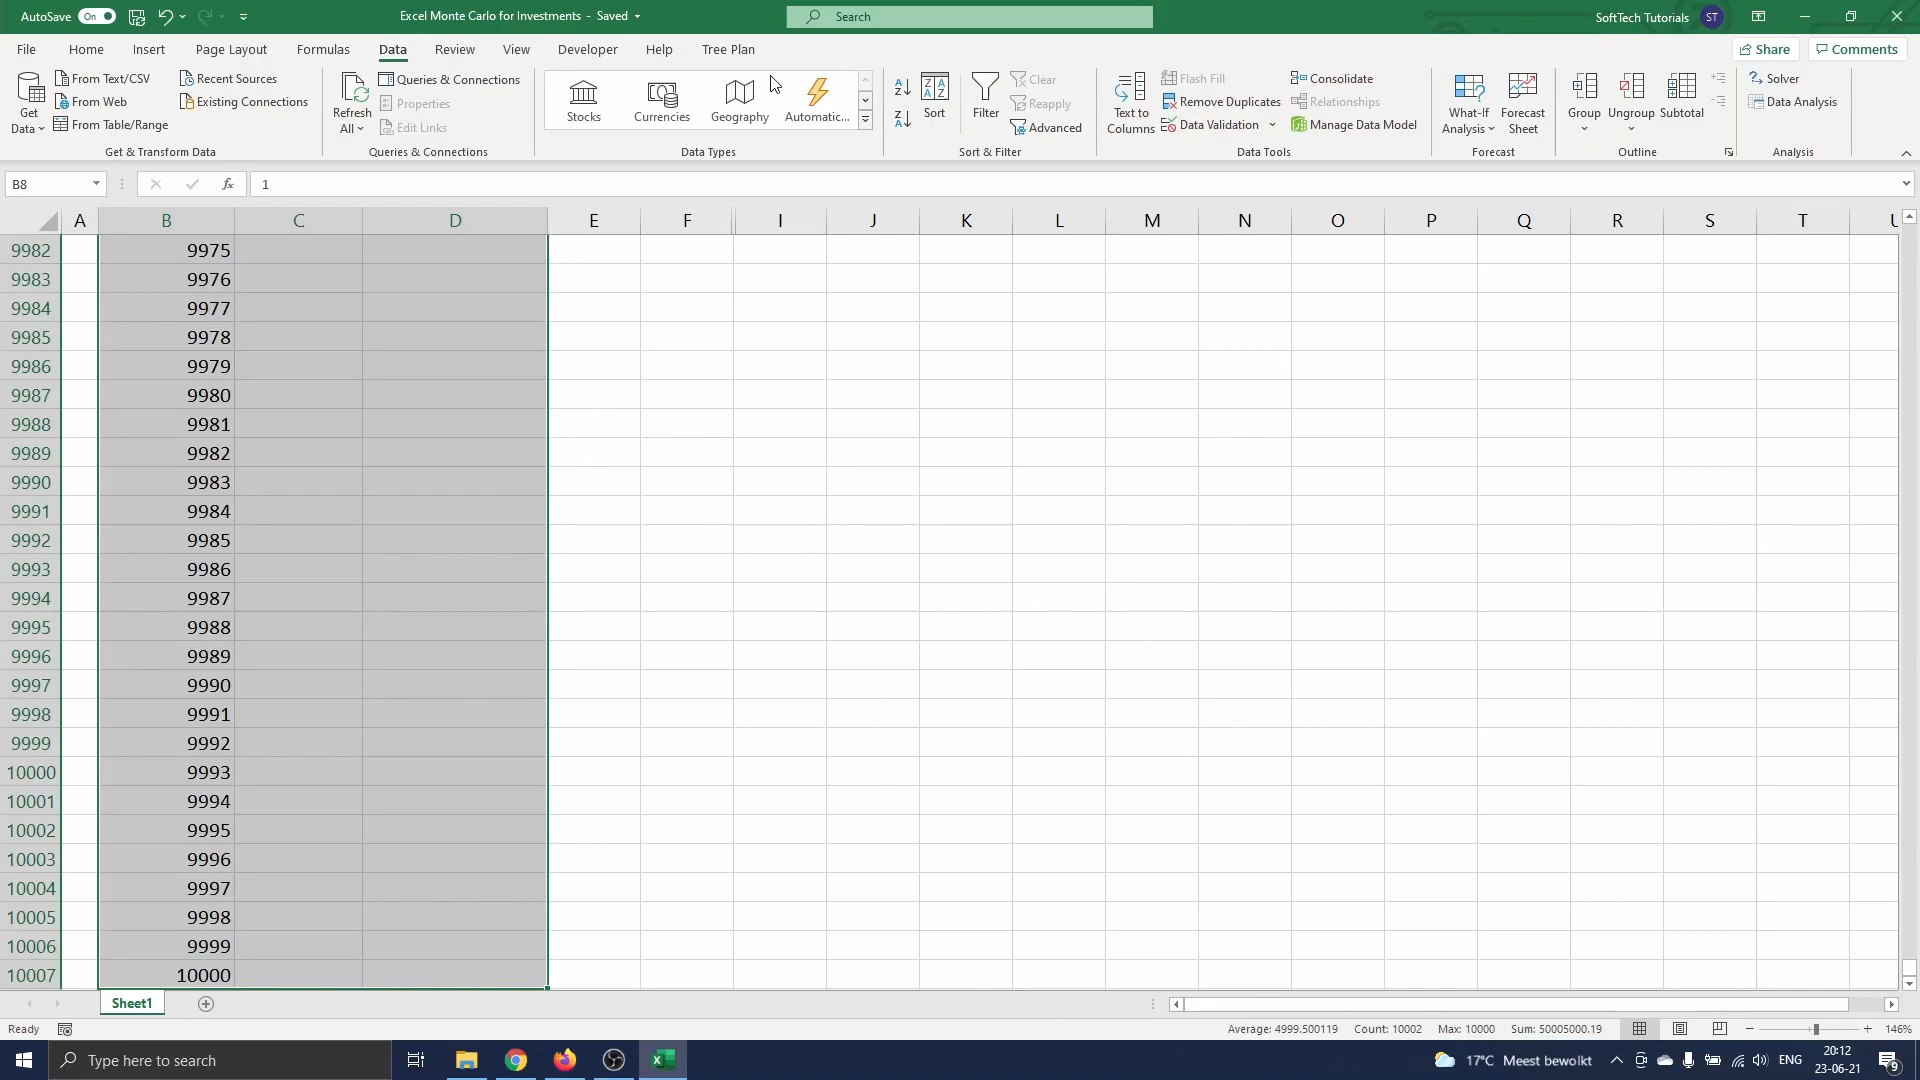 AutoSave On Excel Monte Carlo for Investments - Saved Search SoftTech Tutorials ST
File Home Insert Page Layout Formulas Data Review View Developer Help Tree Plan Share Comments
Get Data
From Text/CSV
From Web
From Table/Range
Recent Sources
Existing Connections
Get & Transform Data
Refresh All
Queries & Connections
Properties
Edit Links
Queries & Connections
Stocks
Currencies
Geography
Automatic...
Data Types
Sort
Filter
Clear
Reapply
Advanced
Sort & Filter
Text to Columns
Flash Fill
Remove Duplicates
Data Validation
Consolidate
Relationships
Manage Data Model
Data Tools
What-If Analysis
Forecast Sheet
Forecast
Group
Ungroup
Subtotal
Outline
Solver
Data Analysis
Analysis
B8 fx 1
A B C D E F I J K L M N O P Q R S T U
9982 9975
9983 9976
9984 9977
9985 9978
9986 9979
9987 9980
9988 9981
9989 9982
9990 9983
9991 9984
9992 9985
9993 9986
9994 9987
9995 9988
9996 9989
9997 9990
9998 9991
9999 9992
10000 9993
10001 9994
10002 9995
10003 9996
10004 9997
10005 9998
10006 9999
10007 10000
Sheet1
Ready Average: 4999.500119 Count: 10002 Max: 10000 Sum: 50005000.19 146%
Type here to search 17°C Meest bewolkt ENG 20:12
23-06-21 9